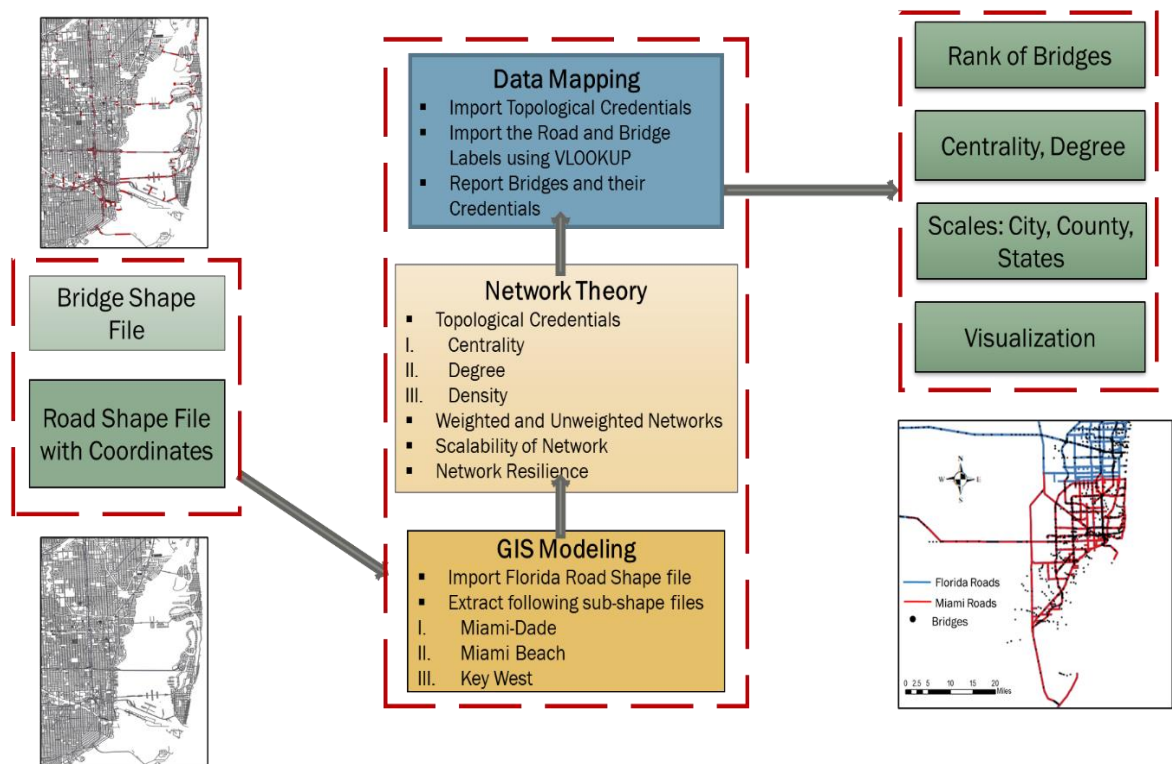 Bridge Shape
File
Road Shape File
with Coordinates
Data Mapping
▪ Import Topological Credentials
▪ Import the Road and Bridge
Labels using VLOOKUP
▪ Report Bridges and their
Credentials
Network Theory
▪ Topological Credentials
I. Centrality
II. Degree
III. Density
▪ Weighted and Unweighted Networks
▪ Scalability of Network
▪ Network Resilience
GIS Modeling
▪ Import Florida Road Shape file
▪ Extract following sub-shape files
I. Miami-Dade
II. Miami Beach
III. Key West
Rank of Bridges
Centrality, Degree
Scales: City, County,
States
Visualization
N
W E
S
Florida Roads
Miami Roads
Bridges
0 2.5 5 10 15 20
Miles